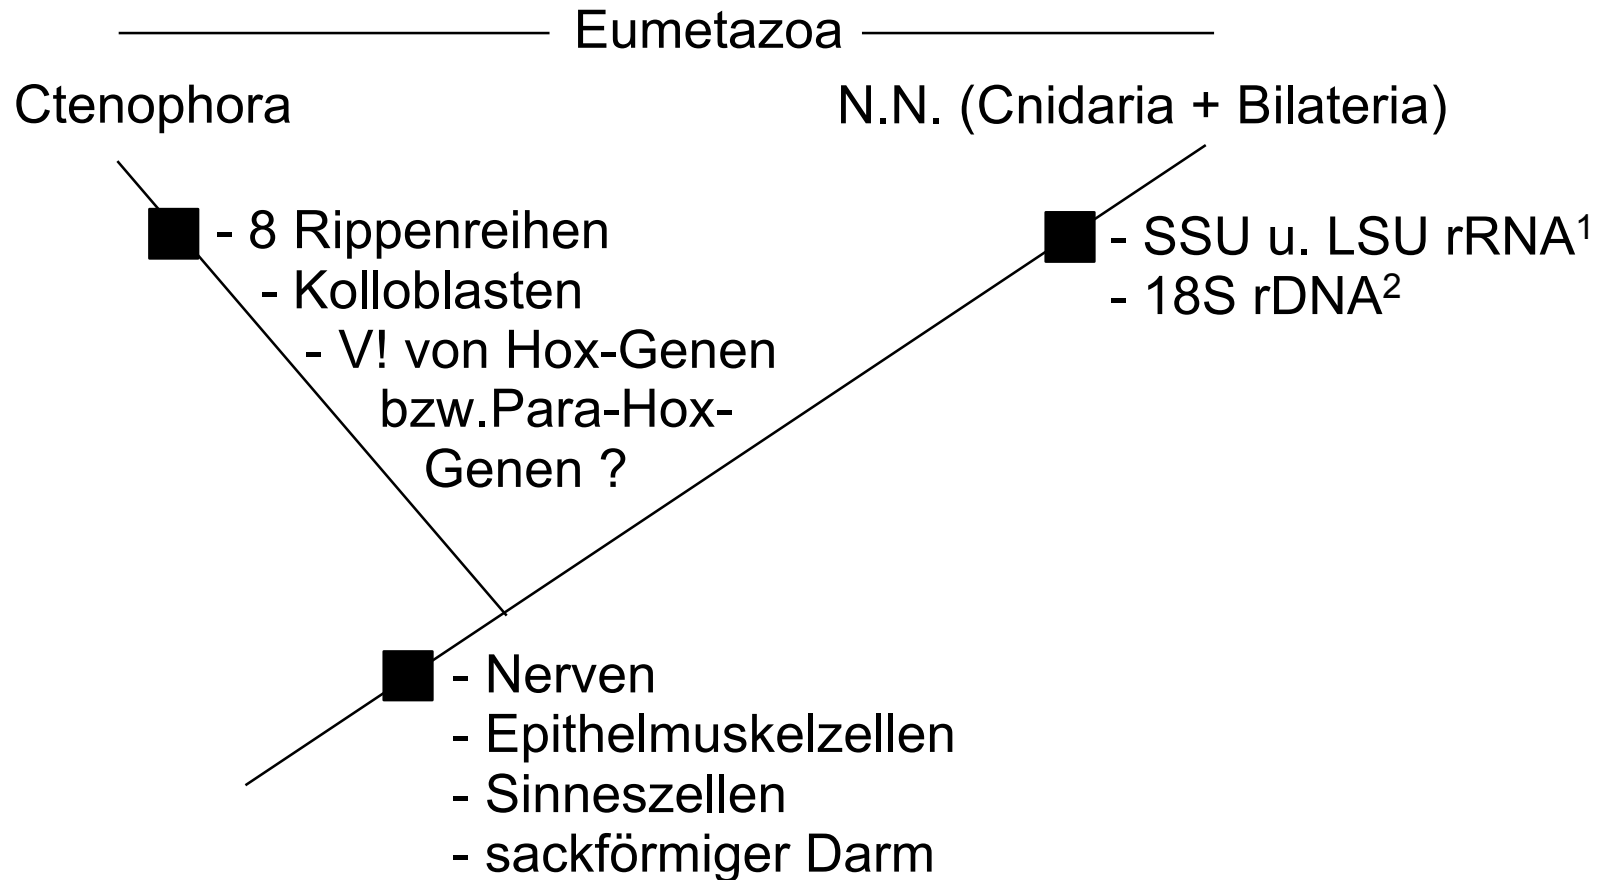 Eumetazoa
Ctenophora
N.N. (Cnidaria + Bilateria)
- 8 Rippenreihen
- Kolloblasten
- V! von Hox-Genen
bzw.Para-Hox-
Genen ?
- SSU u. LSU rRNA¹
- 18S rDNA²
- Nerven
- Epithelmuskelzellen
- Sinneszellen
- sackförmiger Darm